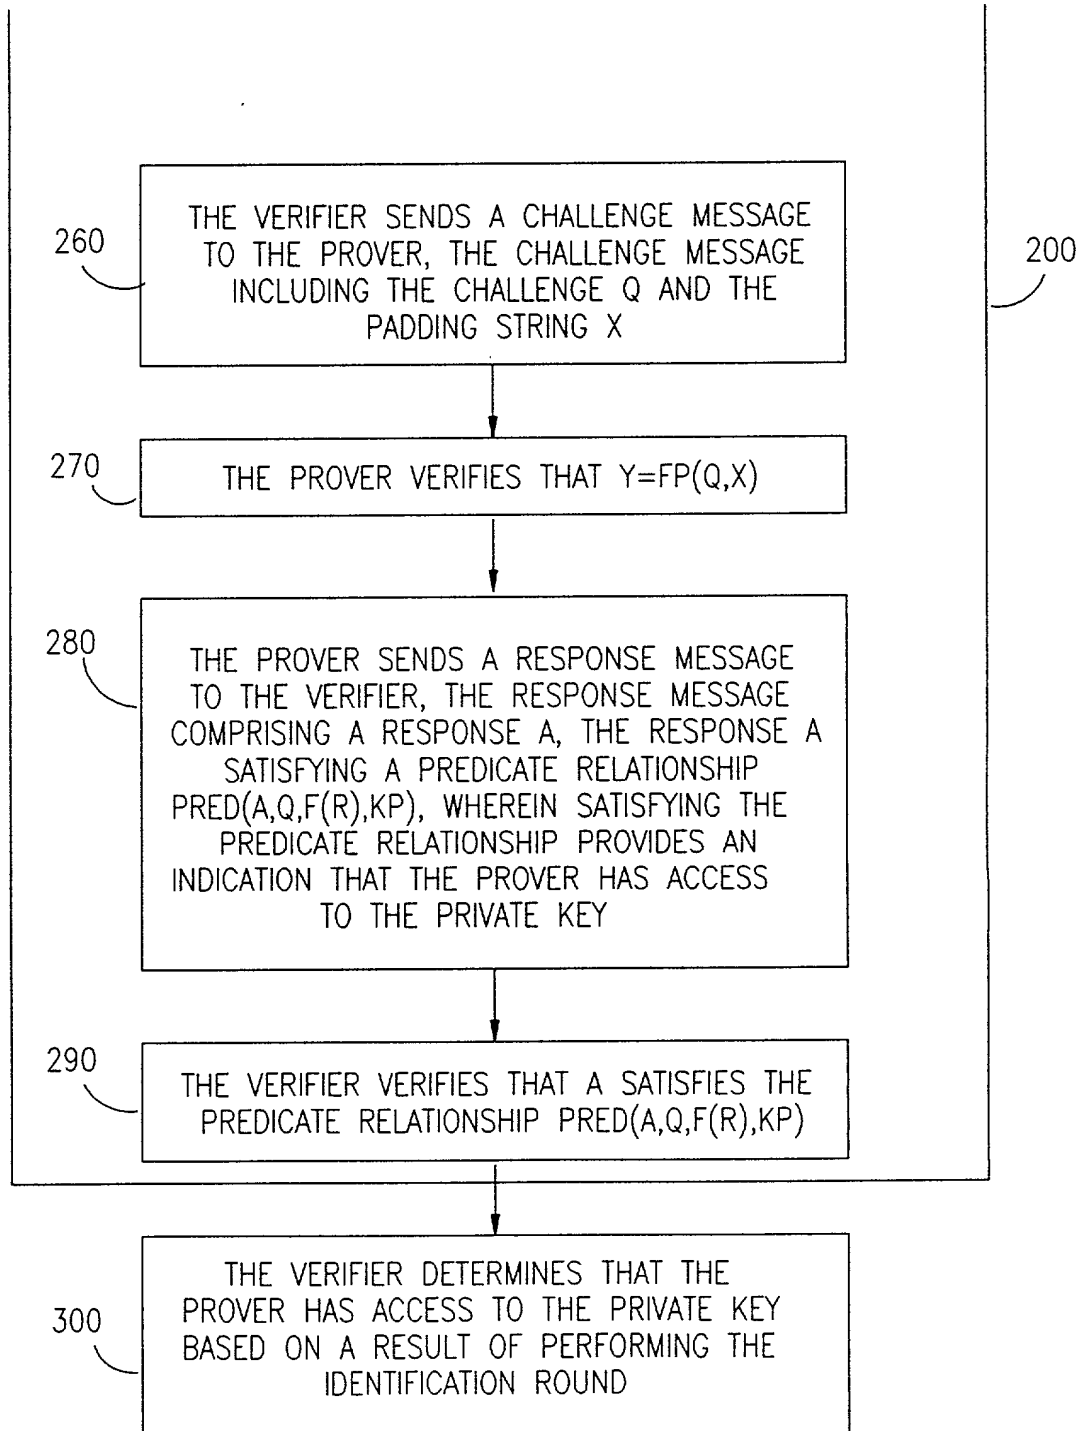 260
THE VERIFIER SENDS A CHALLENGE MESSAGE
TO THE PROVER, THE CHALLENGE MESSAGE
INCLUDING THE CHALLENGE Q AND THE
PADDING STRING X
200
270
THE PROVER VERIFIES THAT Y=FP(Q,X)
280
THE PROVER SENDS A RESPONSE MESSAGE
TO THE VERIFIER, THE RESPONSE MESSAGE
COMPRISING A RESPONSE A, THE RESPONSE A
SATISFYING A PREDICATE RELATIONSHIP
PRED(A,Q,F(R),KP), WHEREIN SATISFYING THE
PREDICATE RELATIONSHIP PROVIDES AN
INDICATION THAT THE PROVER HAS ACCESS
TO THE PRIVATE KEY
290
THE VERIFIER VERIFIES THAT A SATISFIES THE
PREDICATE RELATIONSHIP PRED(A,Q,F(R),KP)
300
THE VERIFIER DETERMINES THAT THE
PROVER HAS ACCESS TO THE PRIVATE KEY
BASED ON A RESULT OF PERFORMING THE
IDENTIFICATION ROUND